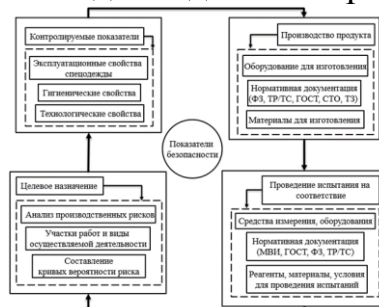 Контролируемые показатели
Эксплуатационные свойства
спецодежды
Гигиенические свойства
Технологические свойства
Производство продукта
Оборудование для изготовления
Нормативная документация
(ФЗ, ТР/ТС, ГОСТ, СТО, ТЗ)
Материалы для изготовления
Показатели
безопасности
Целевое назначение
Анализ производственных рисков
Участки работ и виды
осуществляемой деятельности
Составление
кривых вероятности риска
Проведение испытания на
соответствие
Средства измерения, оборудования
Нормативная документация
(МВИ, ГОСТ, ФЗ, ТР/ТС)
Реагенты, материалы, условия
для проведения испытаний